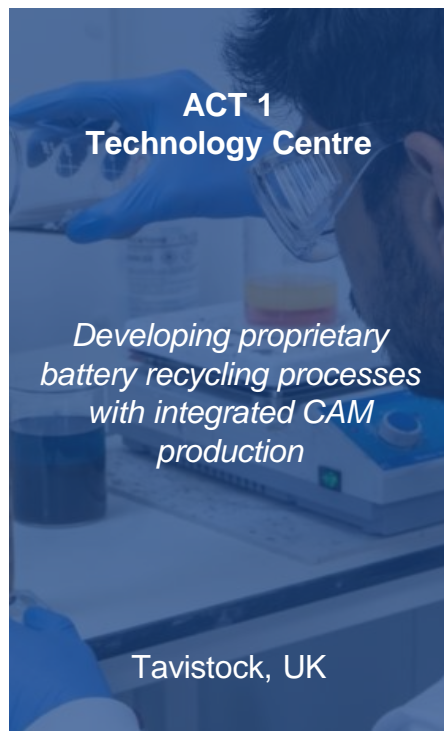 ACT 1
Technology Centre
Developing proprietary
battery recycling processes
with integrated CAM
production
Tavistock, UK